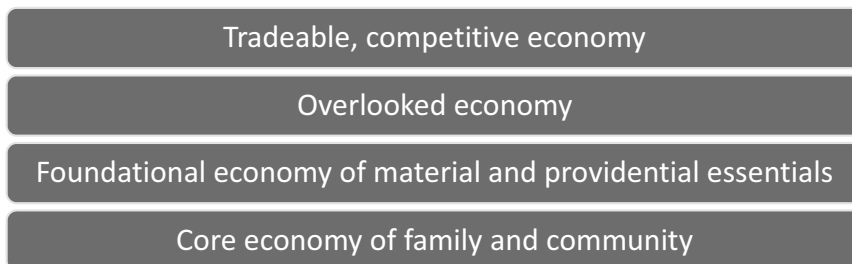 Tradeable, competitive economy
Overlooked economy
Foundational economy of material and providential essentials
Core economy of family and community